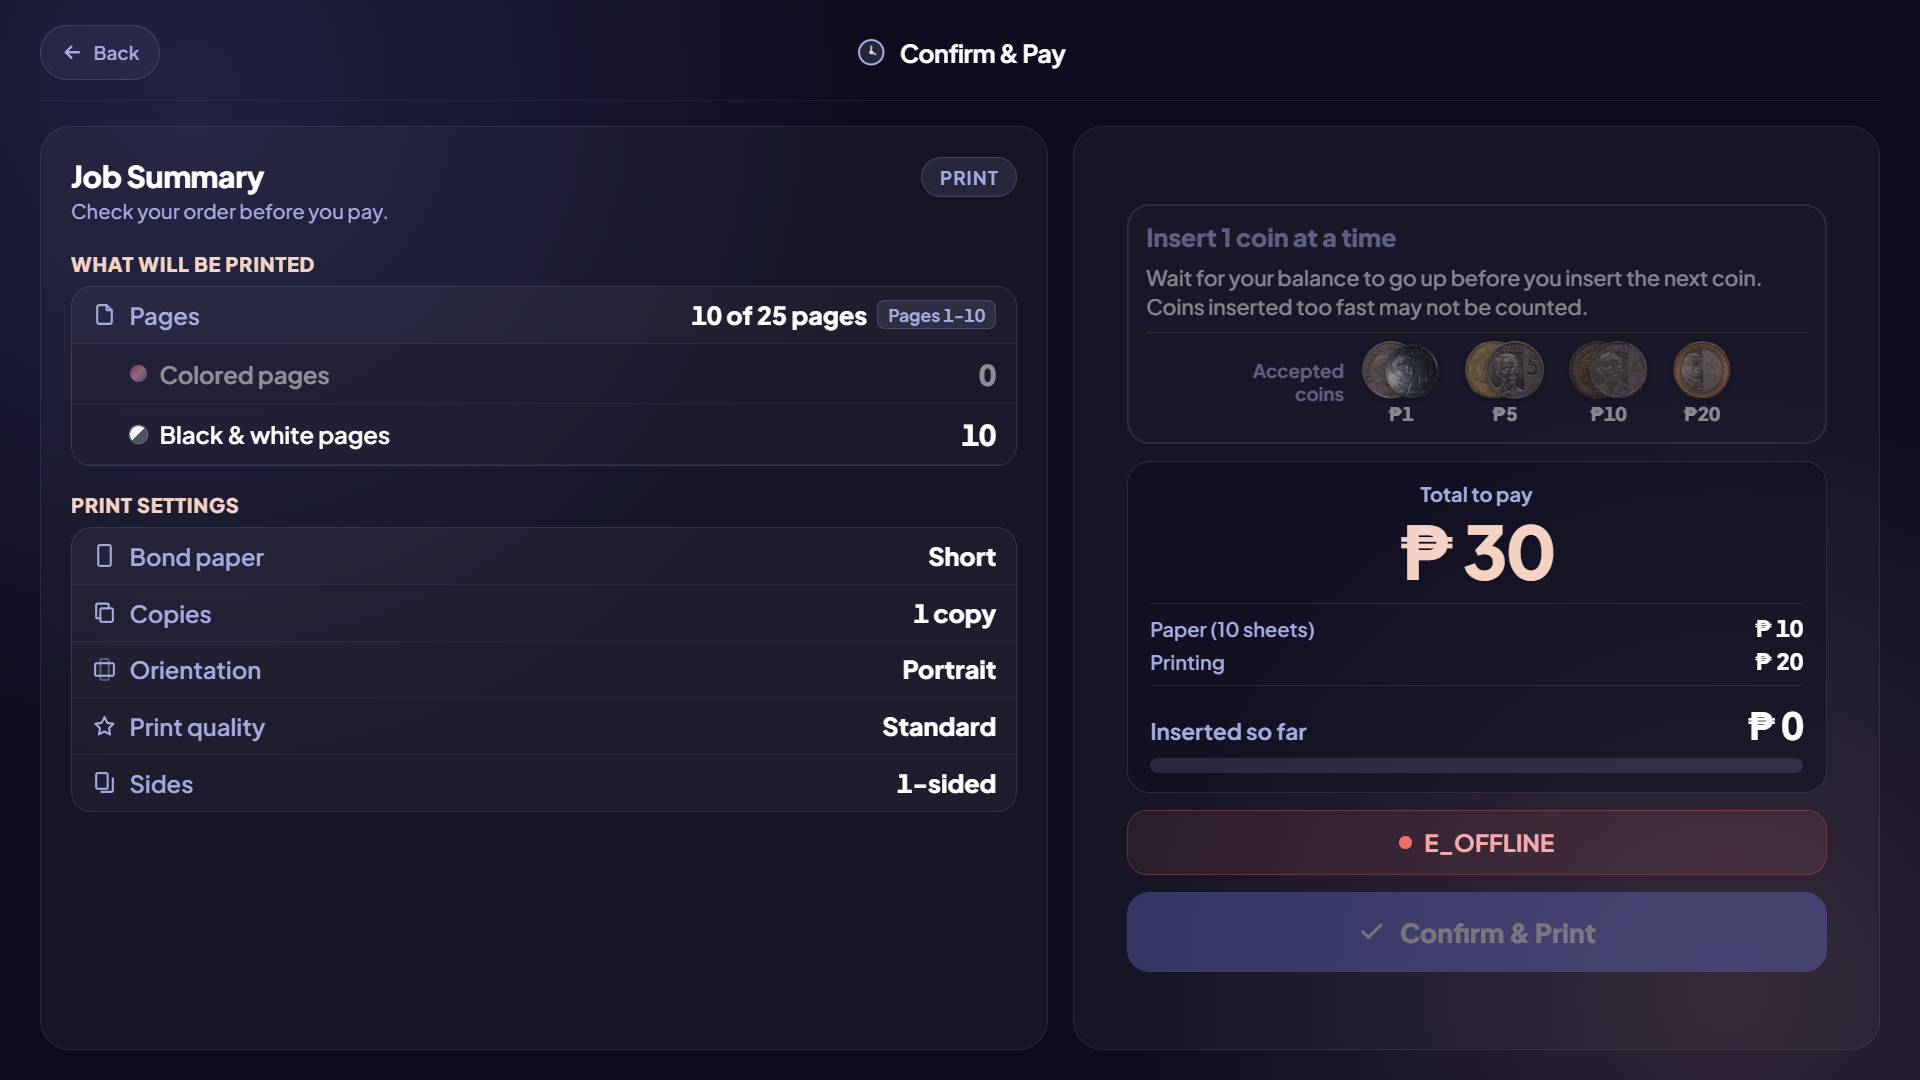 Back
Confirm & Pay
Job Summary
PRINT
Check your order before you pay.
WHAT WILL BE PRINTED
Pages
10 of 25 pages
Pages 1-10
Colored pages
0
Black & white pages
10
PRINT SETTINGS
Bond paper
Short
Copies
1 copy
Orientation
Portrait
Print quality
Standard
Sides
1-sided
Insert 1 coin at a time
Wait for your balance to go up before you insert the next coin.
Coins inserted too fast may not be counted.
Accepted
coins
₱1
₱5
₱10
₱20
Total to pay
₱ 30
Paper (10 sheets)
₱ 10
Printing
₱ 20
Inserted so far
₱ 0
E_OFFLINE
Confirm & Print